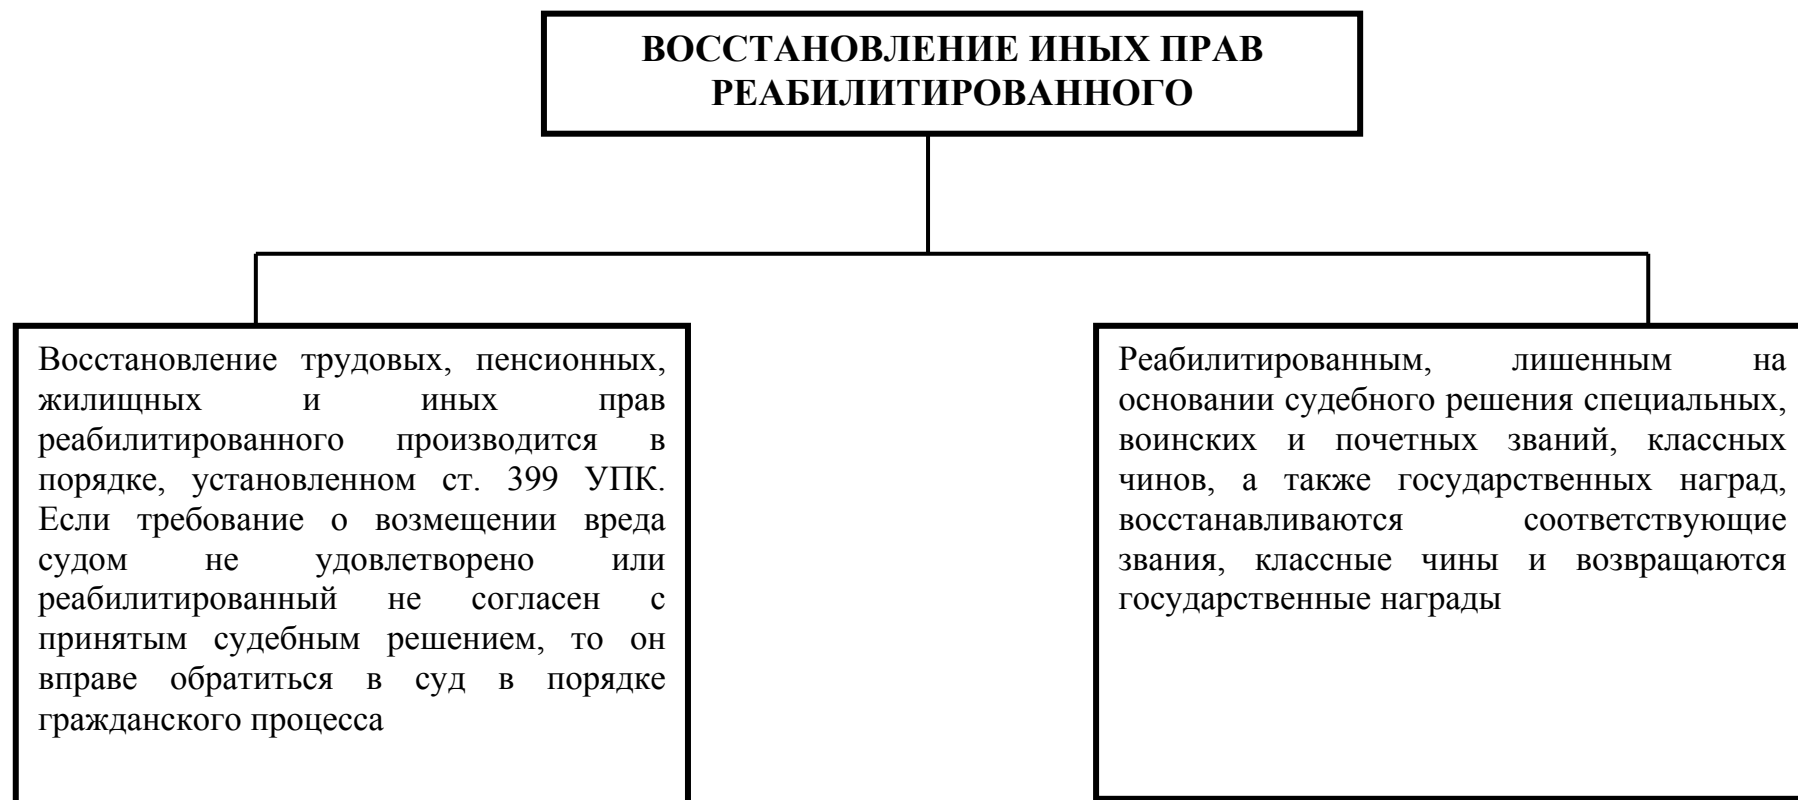 ВОССТАНОВЛЕНИЕ ИНЫХ ПРАВ
РЕАБИЛИТИРОВАННОГО
Восстановление трудовых, пенсионных,
жилищных и иных прав
реабилитированного производится в
порядке, установленном ст. 399 УПК.
Если требование о возмещении вреда
судом не удовлетворено или
реабилитированный не согласен с
принятым судебным решением, то он
вправе обратиться в суд в порядке
гражданского процесса
Реабилитированным, лишенным на
основании судебного решения специальных,
воинских и почетных званий, классных
чинов, а также государственных наград,
восстанавливаются соответствующие
звания, классные чины и возвращаются
государственные награды